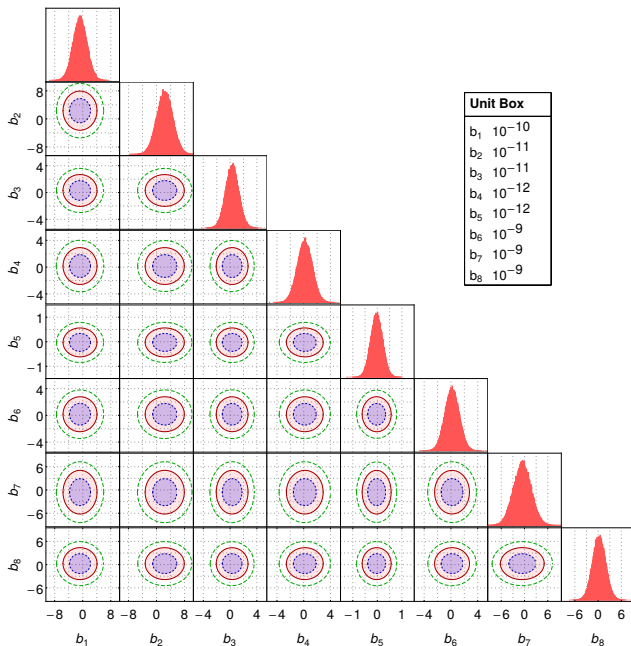 8
0
−8
b2
Unit Box
b1 10−10
b2 10−11
b3 10−11
b4 10−12
b5 10−12
b6 10−9
b7 10−9
b8 10−9
4
0
−4
b3
4
0
−4
b4
1
0
−1
b5
4
0
−4
b6
6
0
−6
b7
6
0
−6
b8
−8 0 8 −8 0 8 −4 0 4 −4 0 4 −1 0 1 −4 0 4 −6 0 6 −6 0 6
b1 b2 b3 b4 b5 b6 b7 b8